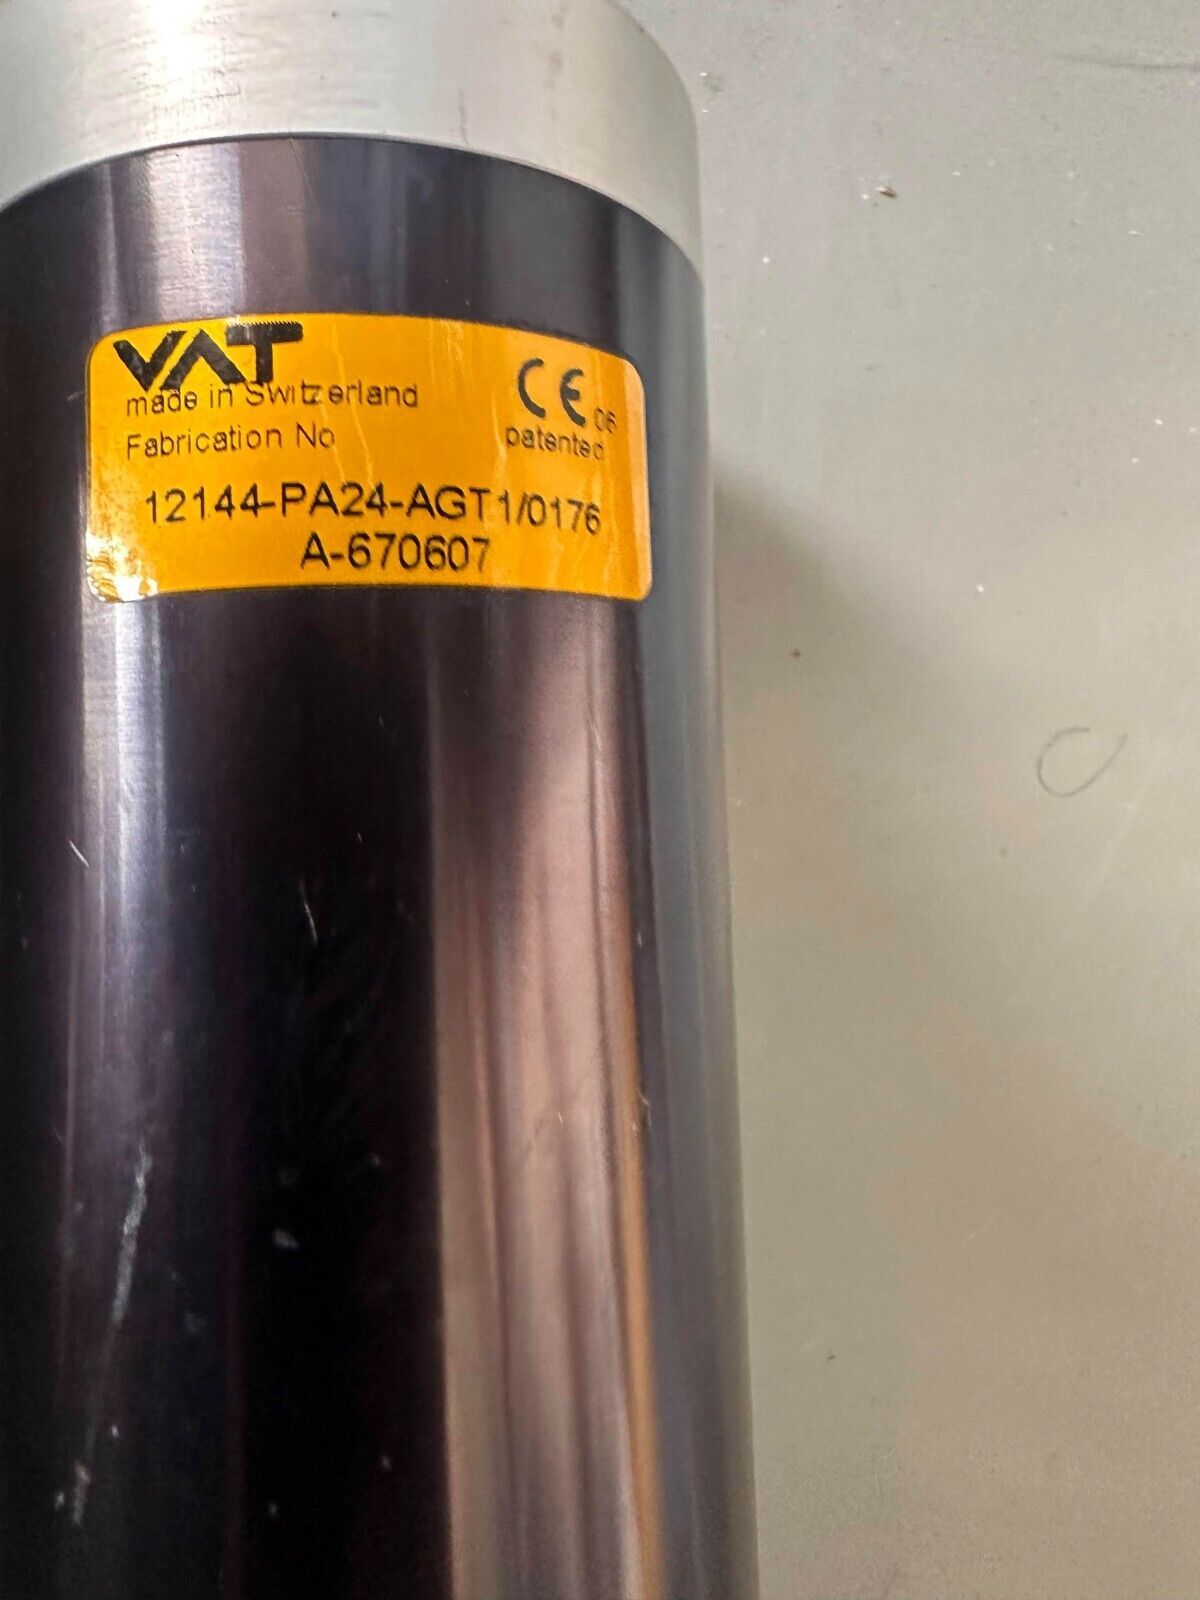 VAT
made in Switzerland
CE 06
Fabrication No
patented
12144-PA24-AGT1/0176
A-670607